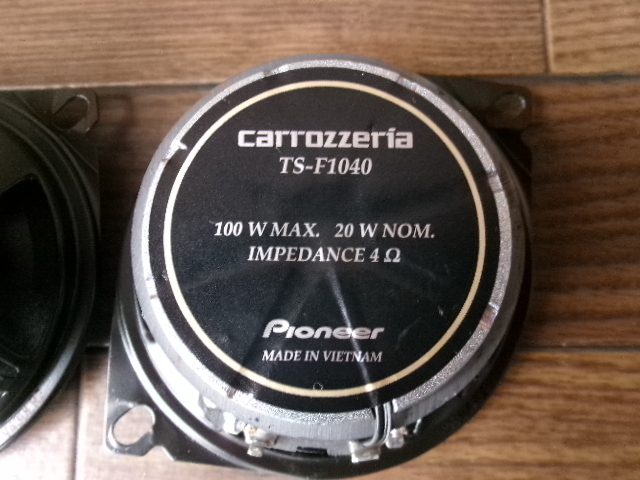 carrozzeria
TS-F1040
100 W MAX. 20 W NOM.
IMPEDANCE 4 Ω
Pioneer
MADE IN VIETNAM